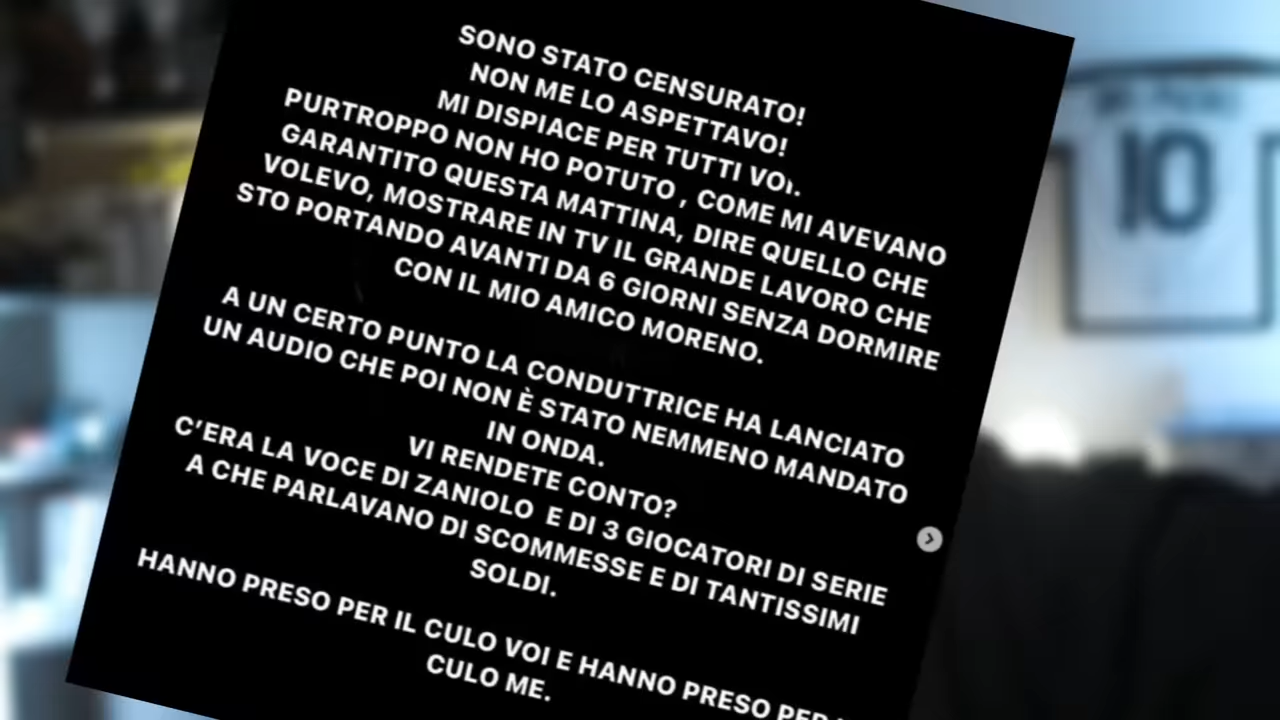 SONO STATO CENSURATO!
NON ME LO ASPETTAVO!
MI DISPIACE PER TUTTI VOI.
PURTROPPO NON HO POTUTO , COME MI AVEVANO
GARANTITO QUESTA MATTINA, DIRE QUELLO CHE
VOLEVO, MOSTRARE IN TV IL GRANDE LAVORO CHE
STO PORTANDO AVANTI DA 6 GIORNI SENZA DORMIRE
CON IL MIO AMICO MORENO.
A UN CERTO PUNTO LA CONDUTTRICE HA LANCIATO
UN AUDIO CHE POI NON È STATO NEMMENO MANDATO
IN ONDA.
VI RENDETE CONTO?
C'ERA LA VOCE DI ZANIOLO E DI 3 GIOCATORI DI SERIE
A CHE PARLAVANO DI SCOMMESSE E DI TANTISSIMI
SOLDI.
HANNO PRESO PER IL CULO VOI E HANNO PRESO PER
CULO ME.
10